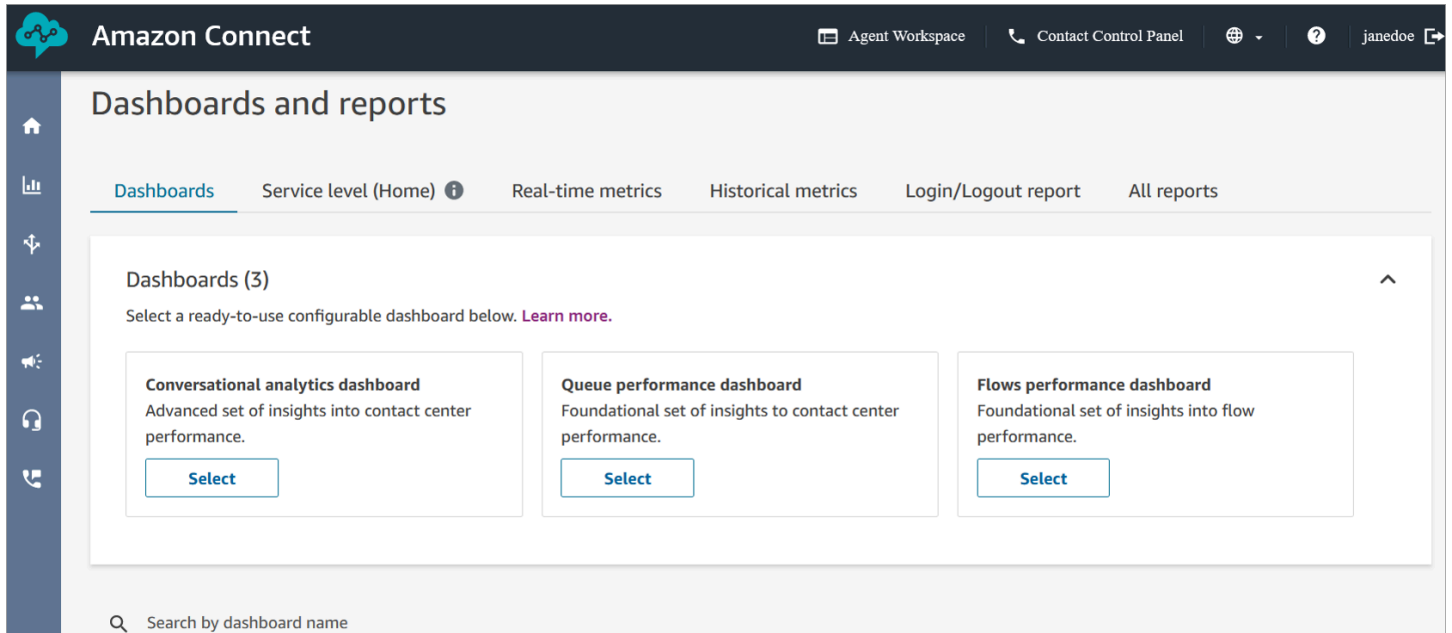 Amazon Connect
Agent Workspace
Contact Control Panel
janedoe
Dashboards and reports
Dashboards
Service level (Home)
Real-time metrics
Historical metrics
Login/Logout report
All reports
Dashboards (3)
Select a ready-to-use configurable dashboard below. Learn more.
Conversational analytics dashboard
Advanced set of insights into contact center
performance.
Select
Queue performance dashboard
Foundational set of insights to contact center
performance.
Select
Flows performance dashboard
Foundational set of insights into flow
performance.
Select
Search by dashboard name